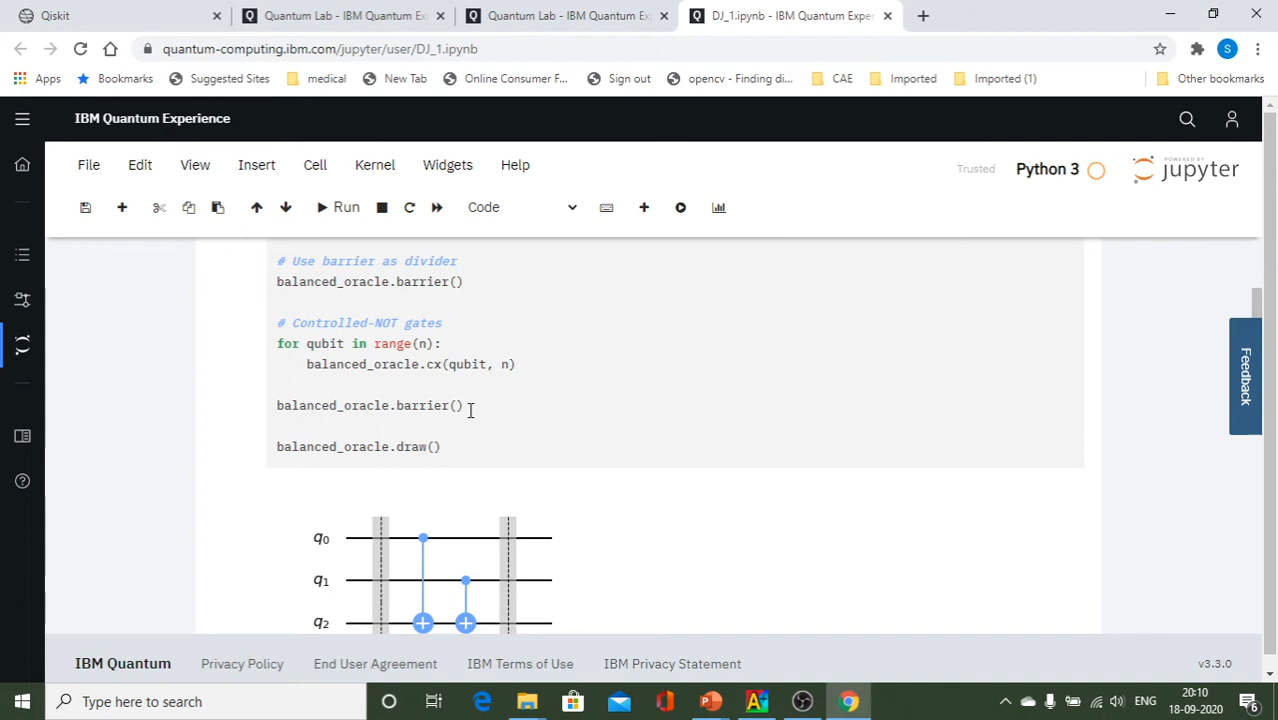 Qiskit
Quantum Lab - IBM Quantum Ex
Quantum Lab - IBM Quantum Ex
DJ_1.ipynb - IBM Quantum Exper
quantum-computing.ibm.com/jupyter/user/DJ_1.ipynb
S
Apps
Bookmarks
Suggested Sites
medical
New Tab
Online Consumer F...
Sign out
opencv - Finding di...
CAE
Imported
Imported (1)
Other bookmarks
IBM Quantum Experience
File
Edit
View
Insert
Cell
Kernel
Widgets
Help
Trusted
Python 3
POWERED BY
jupyter
Run
Code
# Use barrier as divider
balanced_oracle.barrier()
# Controlled-NOT gates
for qubit in range(n):
balanced_oracle.cx(qubit, n)
balanced_oracle.barrier()
balanced_oracle.draw()
q0
q1
q2
Feedback
IBM Quantum
Privacy Policy
End User Agreement
IBM Terms of Use
IBM Privacy Statement
v3.3.0
Type here to search
ENG
20:10
18-09-2020
6